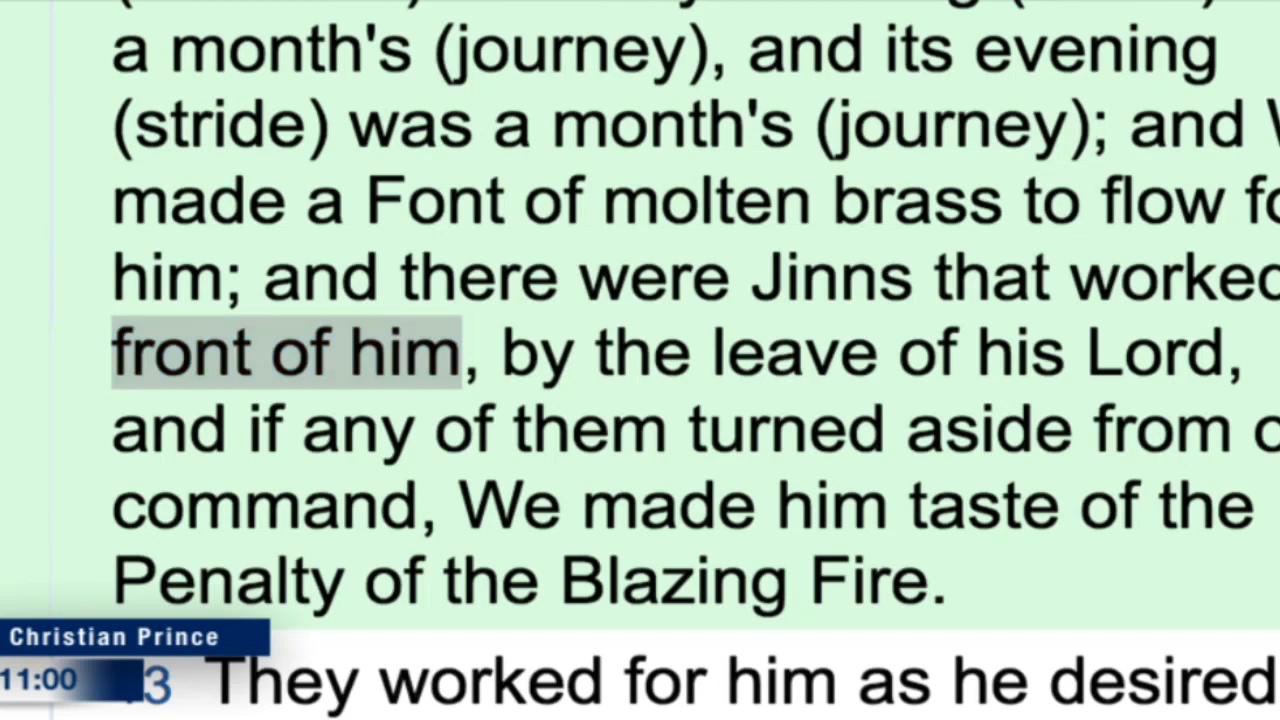 a month's (journey), and its evening
(stride) was a month's (journey); and
made a Font of molten brass to flow
him; and there were Jinns that worked
front of him, by the leave of his Lord,
and if any of them turned aside from
command, We made him taste of the
Penalty of the Blazing Fire.
Christian Prince
11:00
3 They worked for him as he desired